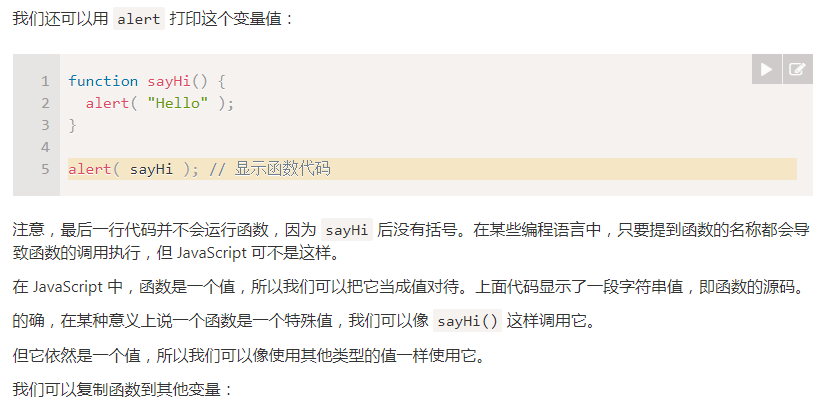 我们还可以用 alert 打印这个变量值：
1 function sayHi() {
2   alert( "Hello" );
3 }
4
5 alert( sayHi ); // 显示函数代码
注意，最后一行代码并不会运行函数，因为 sayHi 后没有括号。在某些编程语言中，只要提到函数的名称都会导
致函数的调用执行，但 JavaScript 可不是这样。
在 JavaScript 中，函数是一个值，所以我们可以把它当成值对待。上面代码显示了一段字符串值，即函数的源码。
的确，在某种意义上说一个函数是一个特殊值，我们可以像 sayHi() 这样调用它。
但它依然是一个值，所以我们可以像使用其他类型的值一样使用它。
我们可以复制函数到其他变量：